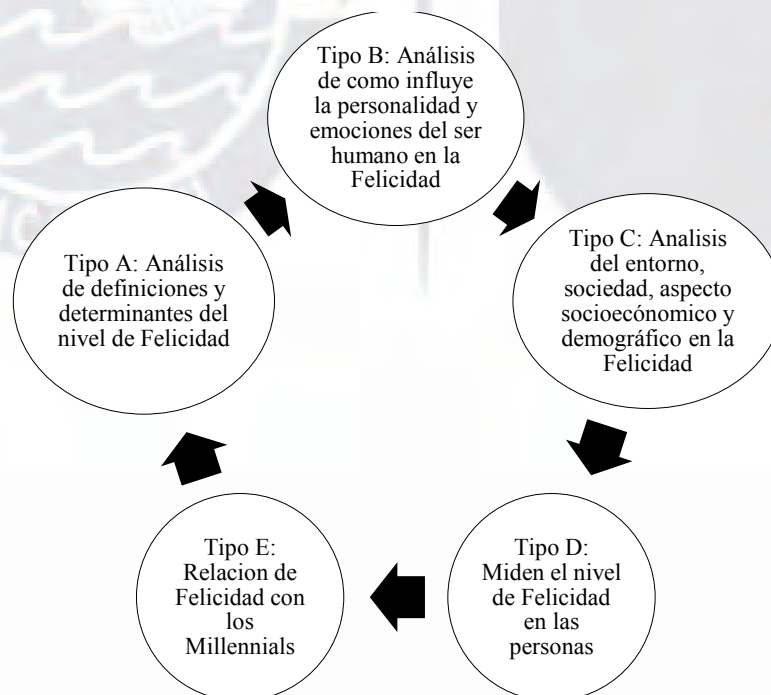 Tipo B: Análisis
de como influye
la personalidad y
emociones del ser
humano en la
Felicidad
Tipo A: Análisis
de definiciones y
determinantes del
nivel de Felicidad
Tipo C: Analisis
del entorno,
sociedad, aspecto
socioecónomico y
demográfico en la
Felicidad
Tipo E:
Relacion de
Felicidad con
los
Millennials
Tipo D:
Miden el nivel
de Felicidad
en las
personas